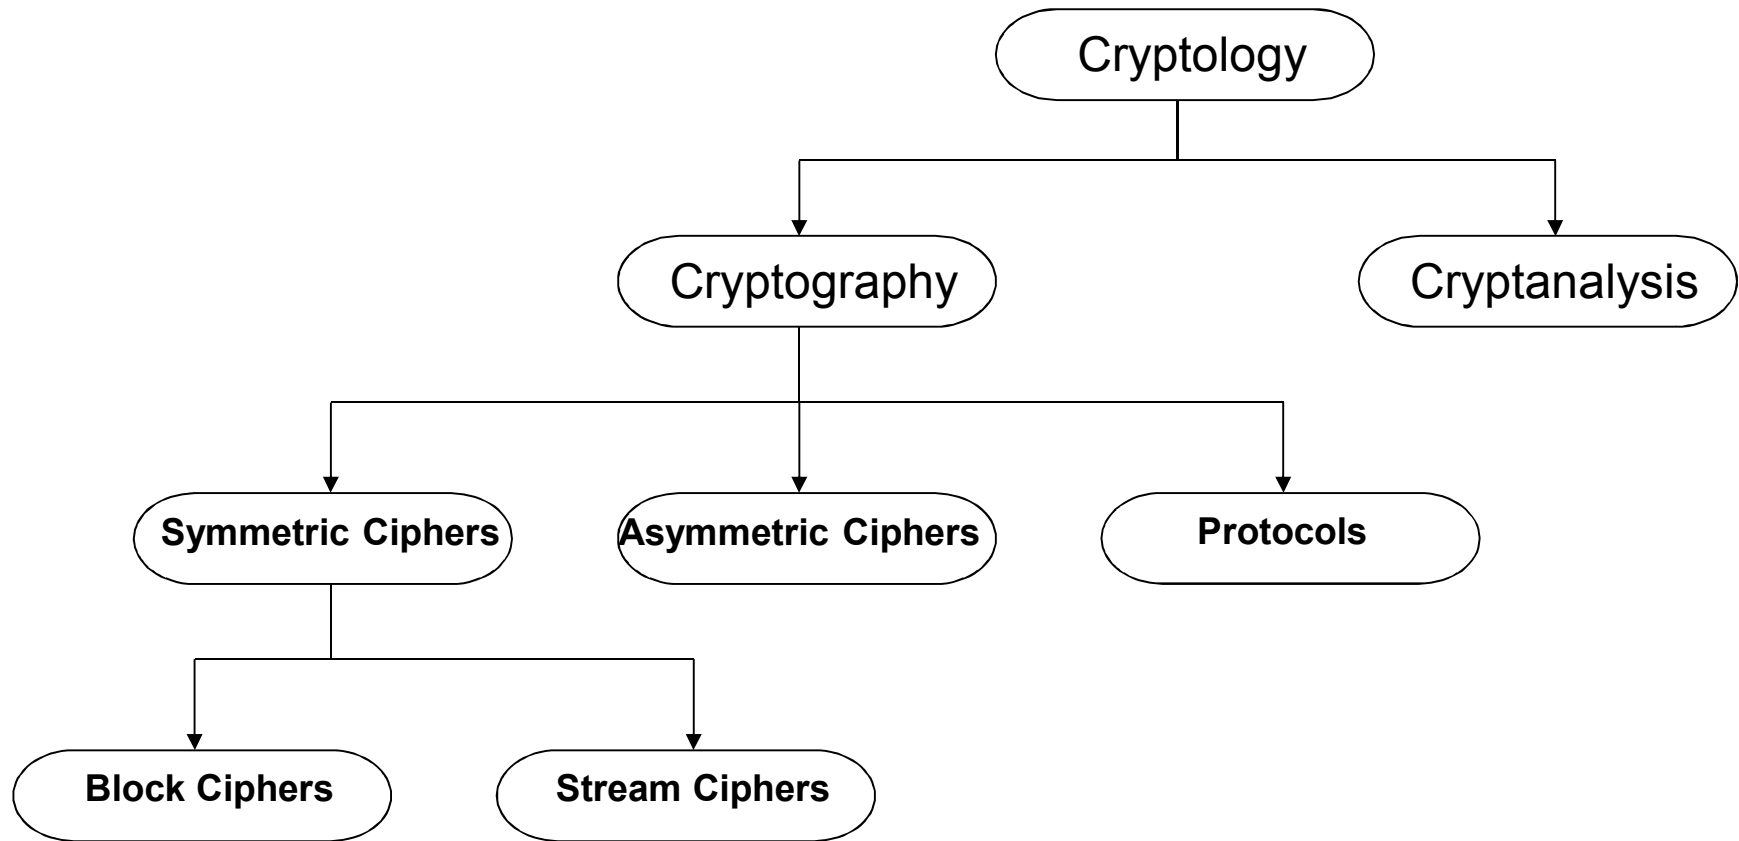 Cryptology
Cryptography
Cryptanalysis
Symmetric Ciphers
Asymmetric Ciphers
Protocols
Block Ciphers
Stream Ciphers